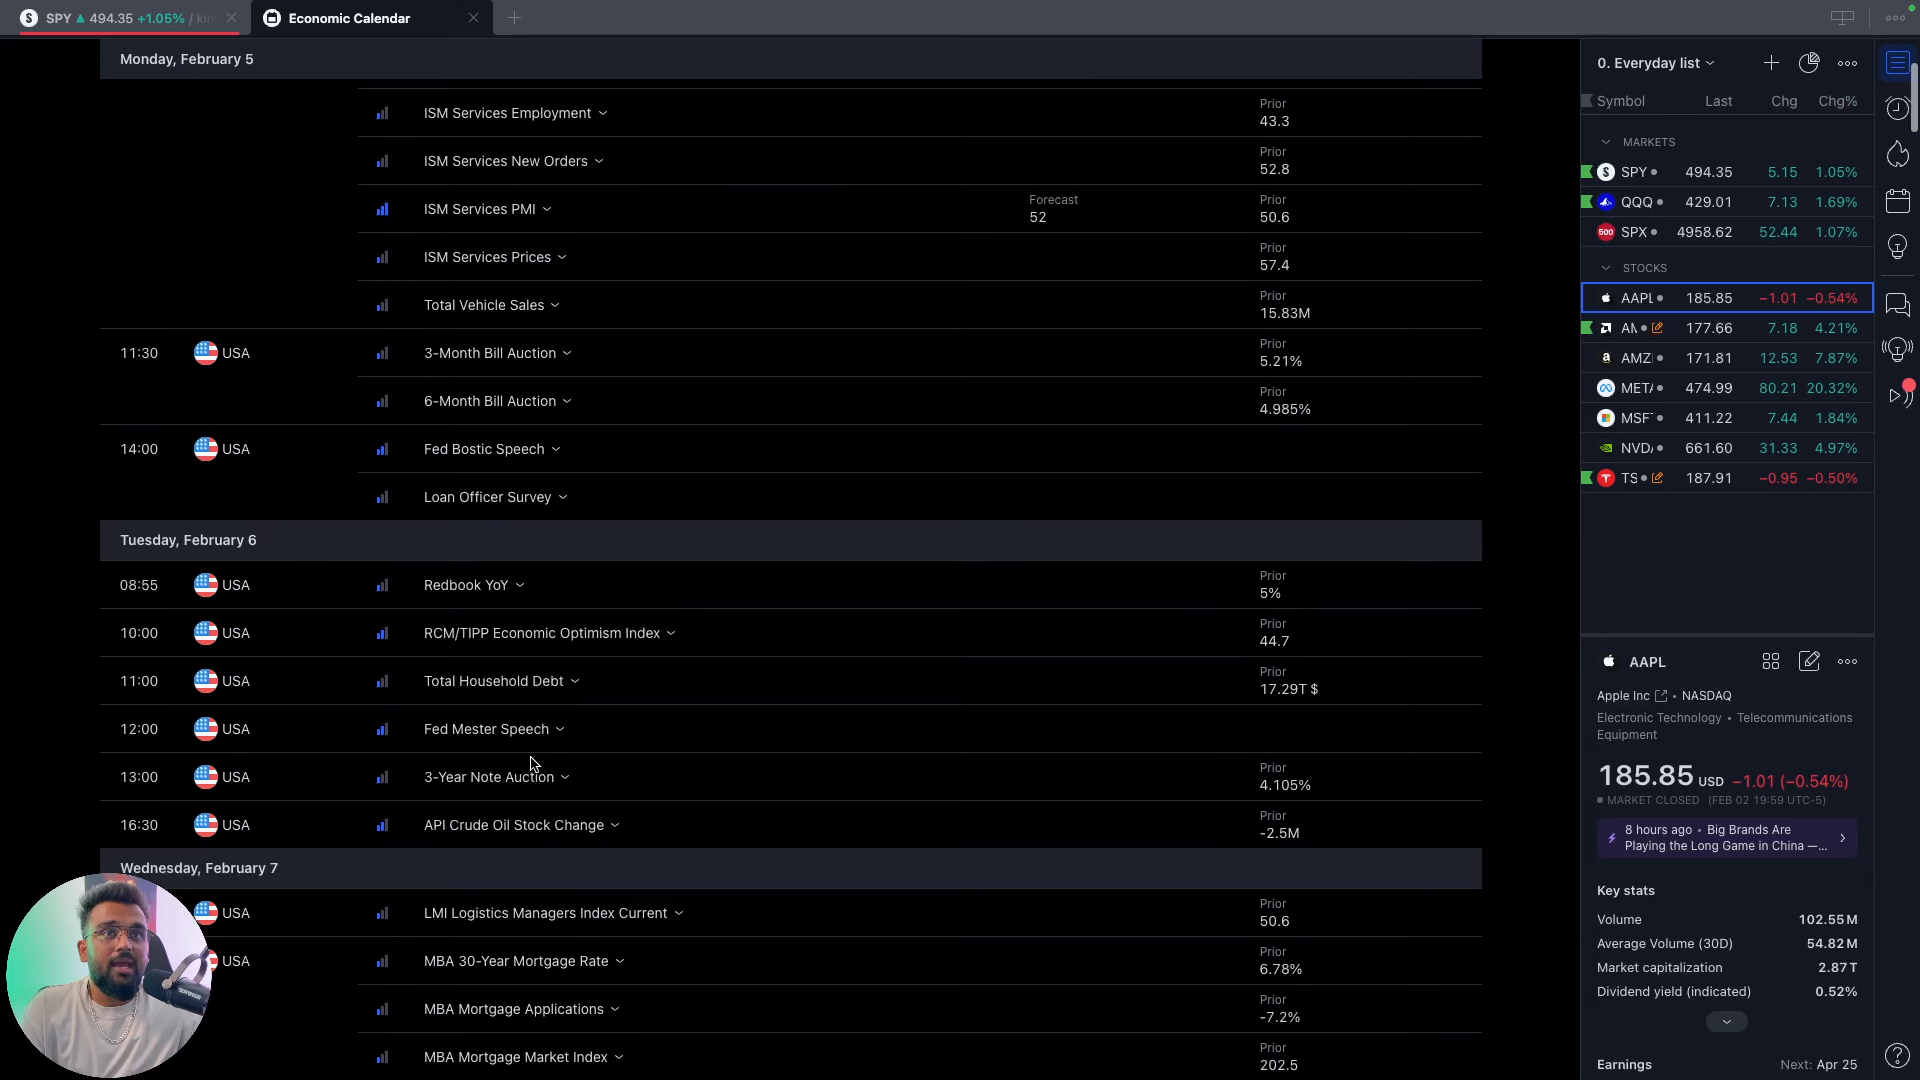 SPY ▲ 494.35 +1.05% / kin
Economic Calendar
Monday, February 5
ISM Services Employment
Prior
43.3
ISM Services New Orders
Prior
52.8
ISM Services PMI
Forecast
52
Prior
50.6
ISM Services Prices
Prior
57.4
Total Vehicle Sales
Prior
15.83M
11:30 USA 3-Month Bill Auction
Prior
5.21%
6-Month Bill Auction
Prior
4.985%
14:00 USA Fed Bostic Speech
Loan Officer Survey
Tuesday, February 6
08:55 USA Redbook YoY
Prior
5%
10:00 USA RCM/TIPP Economic Optimism Index
Prior
44.7
11:00 USA Total Household Debt
Prior
17.29T $
12:00 USA Fed Mester Speech
13:00 USA 3-Year Note Auction
Prior
4.105%
16:30 USA API Crude Oil Stock Change
Prior
-2.5M
Wednesday, February 7
USA LMI Logistics Managers Index Current
Prior
50.6
USA MBA 30-Year Mortgage Rate
Prior
6.78%
MBA Mortgage Applications
Prior
-7.2%
MBA Mortgage Market Index
Prior
202.5
0. Everyday list
Symbol Last Chg Chg%
MARKETS
SPY 494.35 5.15 1.05%
QQQ 429.01 7.13 1.69%
500 SPX 4958.62 52.44 1.07%
STOCKS
AAPL 185.85 −1.01 −0.54%
AM 177.66 7.18 4.21%
AMZ 171.81 12.53 7.87%
META 474.99 80.21 20.32%
MSF 411.22 7.44 1.84%
NVD 661.60 31.33 4.97%
TS 187.91 −0.95 −0.50%
AAPL
Apple Inc • NASDAQ
Electronic Technology • Telecommunications
Equipment
185.85 USD −1.01 (−0.54%)
MARKET CLOSED (FEB 02 19:59 UTC-5)
8 hours ago • Big Brands Are
Playing the Long Game in China —...
Key stats
Volume 102.55M
Average Volume (30D) 54.82M
Market capitalization 2.87T
Dividend yield (indicated) 0.52%
Earnings Next: Apr 25